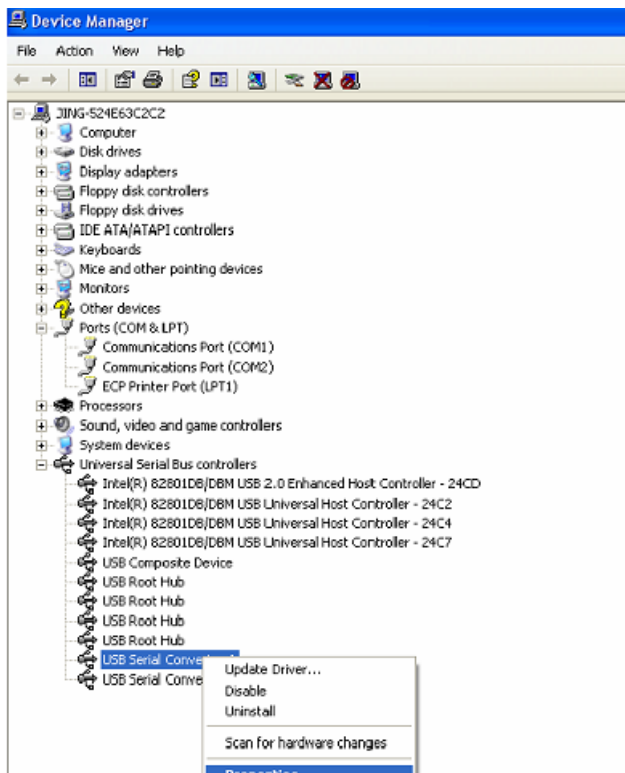 Device Manager
File Action View Help
JING-524E63C2C2
Computer
Disk drives
Display adapters
Floppy disk controllers
Floppy disk drives
IDE ATA/ATAPI controllers
Keyboards
Mice and other pointing devices
Monitors
Other devices
Ports (COM & LPT)
Communications Port (COM1)
Communications Port (COM2)
ECP Printer Port (LPT1)
Processors
Sound, video and game controllers
System devices
Universal Serial Bus controllers
Intel(R) 82801DB/DBM USB 2.0 Enhanced Host Controller - 24CD
Intel(R) 82801DB/DBM USB Universal Host Controller - 24C2
Intel(R) 82801DB/DBM USB Universal Host Controller - 24C4
Intel(R) 82801DB/DBM USB Universal Host Controller - 24C7
USB Composite Device
USB Root Hub
USB Root Hub
USB Root Hub
USB Root Hub
USB Serial Conve
USB Serial Conve
Update Driver...
Disable
Uninstall
Scan for hardware changes
Properties